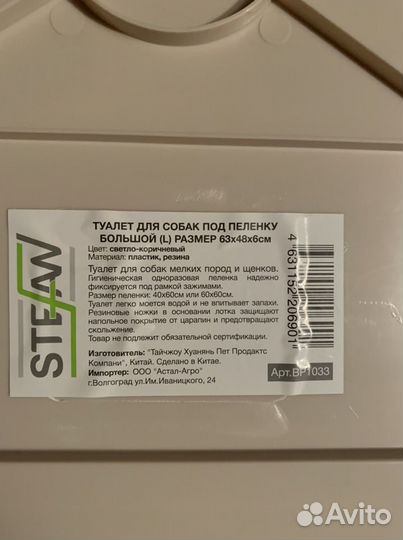 STEFAN
ТУАЛЕТ ДЛЯ СОБАК ПОД ПЕЛЕНКУ
БОЛЬШОЙ (L) РАЗМЕР 63х48х6см
Цвет: светло-коричневый
Материал: пластик, резина
Туалет для собак мелких пород и щенков.
Гигиеническая одноразовая пеленка надежно
фиксируется под рамкой зажимами.
Размер пеленки: 40х60см или 60х60см.
Туалет легко моется водой и не впитывает запахи.
Резиновые ножки в основании лотка защищают
напольное покрытие от царапин и предотвращают
скольжение.
Товар не подлежит обязательной сертификации.
Изготовитель: "Тайчжоу Хуанянь Пет Продактс
Компани", Китай. Сделано в Китае.
Импортер: ООО "Астал-Агро"
г.Волгоград ул.Им.Иваницкого, 24
4 631152 206901
Арт.BP1033
Avito